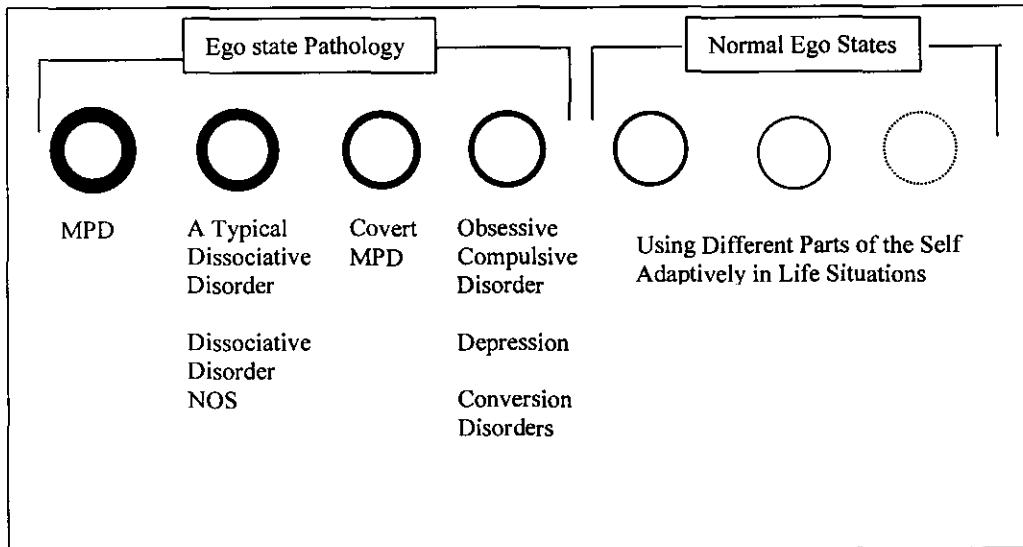 Ego state Pathology
Normal Ego States
MPD
A Typical
Dissociative
Disorder
Dissociative
Disorder
NOS
Covert
MPD
Obsessive
Compulsive
Disorder
Depression
Conversion
Disorders
Using Different Parts of the Self
Adaptively in Life Situations